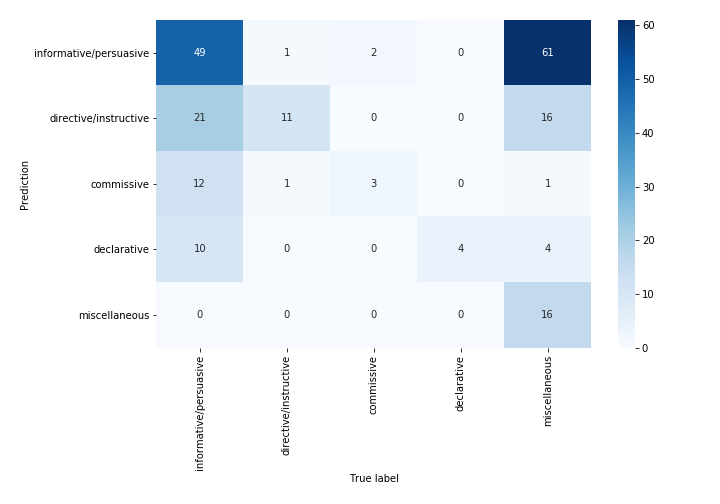 informative/persuasive 49 1 2 0 61
directive/instructive 21 11 0 0 16
commissive 12 1 3 0 1
declarative 10 0 0 4 4
miscellaneous 0 0 0 0 16
Prediction
informative/persuasive
directive/instructive
commissive
declarative
miscellaneous
True label
60
50
40
30
20
10
0